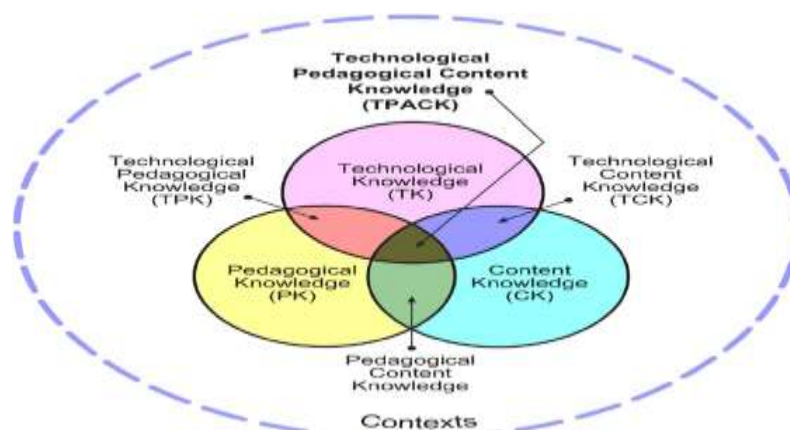 Technological
Pedagogical Content
Knowledge
(TPACK)
Technological
Pedagogical
Knowledge
(TPK)
Technological
Knowledge
(TK)
Technological
Content
Knowledge
(TCK)
Pedagogical
Knowledge
(PK)
Content
Knowledge
(CK)
Pedagogical
Content
Knowledge
Contexts